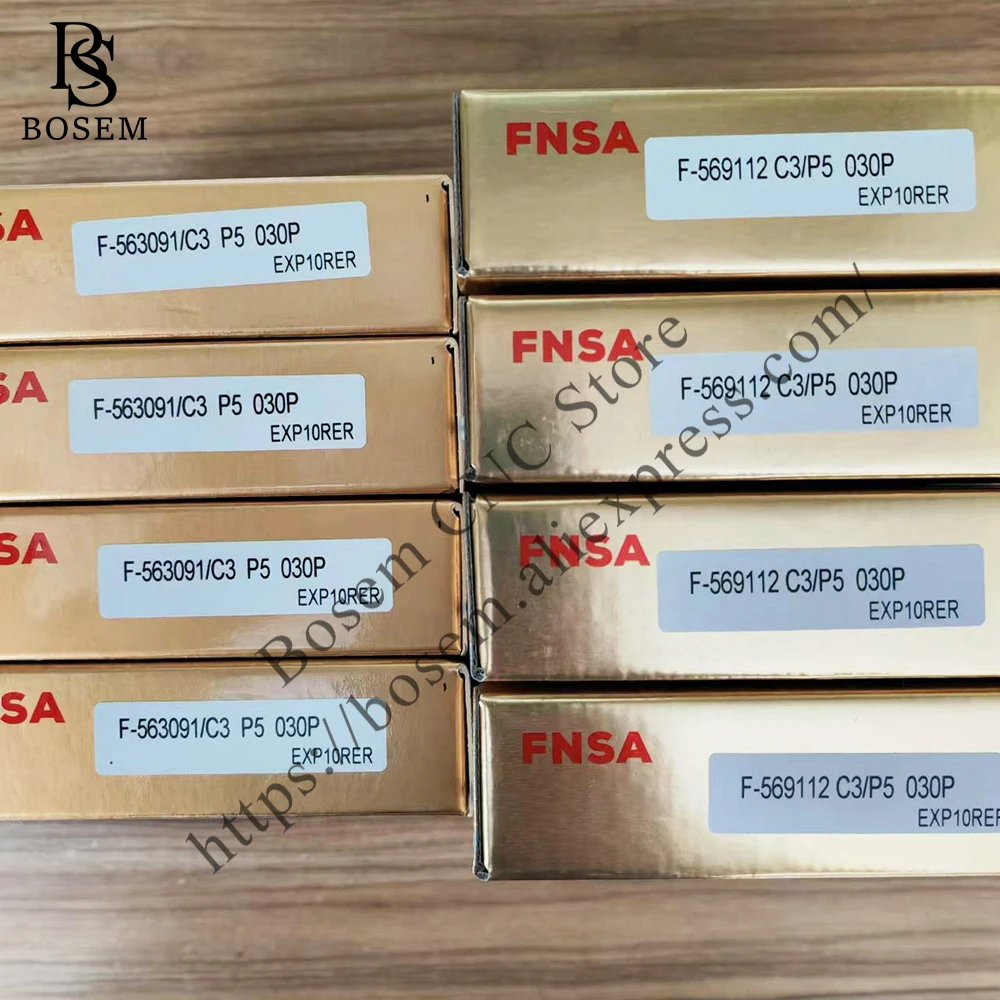 BS
BOSEM
SA
F-563091/C3 P5 030P
EXP10RER
SA
F-563091/C3 P5 030P
EXP10RER
SA
F-563091/C3 P5 030P
EXP10RER
NSA
F-563091/C3 P5 030P
EXP10RER
FNSA
F-569112 C3/P5 030P
EXP10RER
FNSA
F-569112 C3/P5 030P
EXP10RER
FNSA
F-569112 C3/P5 030P
EXP10RER
FNSA
F-569112 C3/P5 030P
EXP10RER
Bosem CNC Store
https://bosem.aliexpress.com/